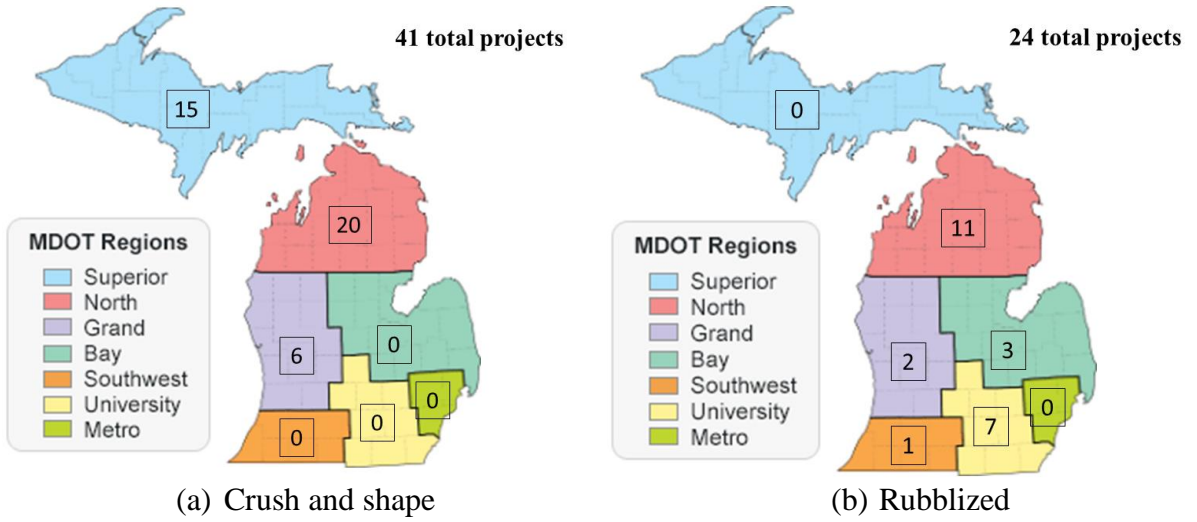 41 total projects
15
20
MDOT Regions
Superior
North
Grand
Bay
Southwest
University
Metro
6
0
0
0
0
(a) Crush and shape
24 total projects
0
11
MDOT Regions
Superior
North
Grand
Bay
Southwest
University
Metro
2
3
0
7
1
(b) Rubblized